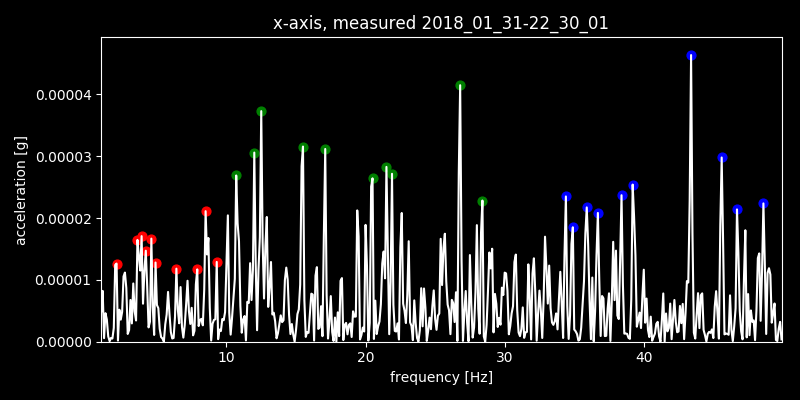 x-axis, measured 2018_01_31-22_30_01
acceleration [g]
0.00004
0.00003
0.00002
0.00001
0.00000
10 20 30 40
frequency [Hz]